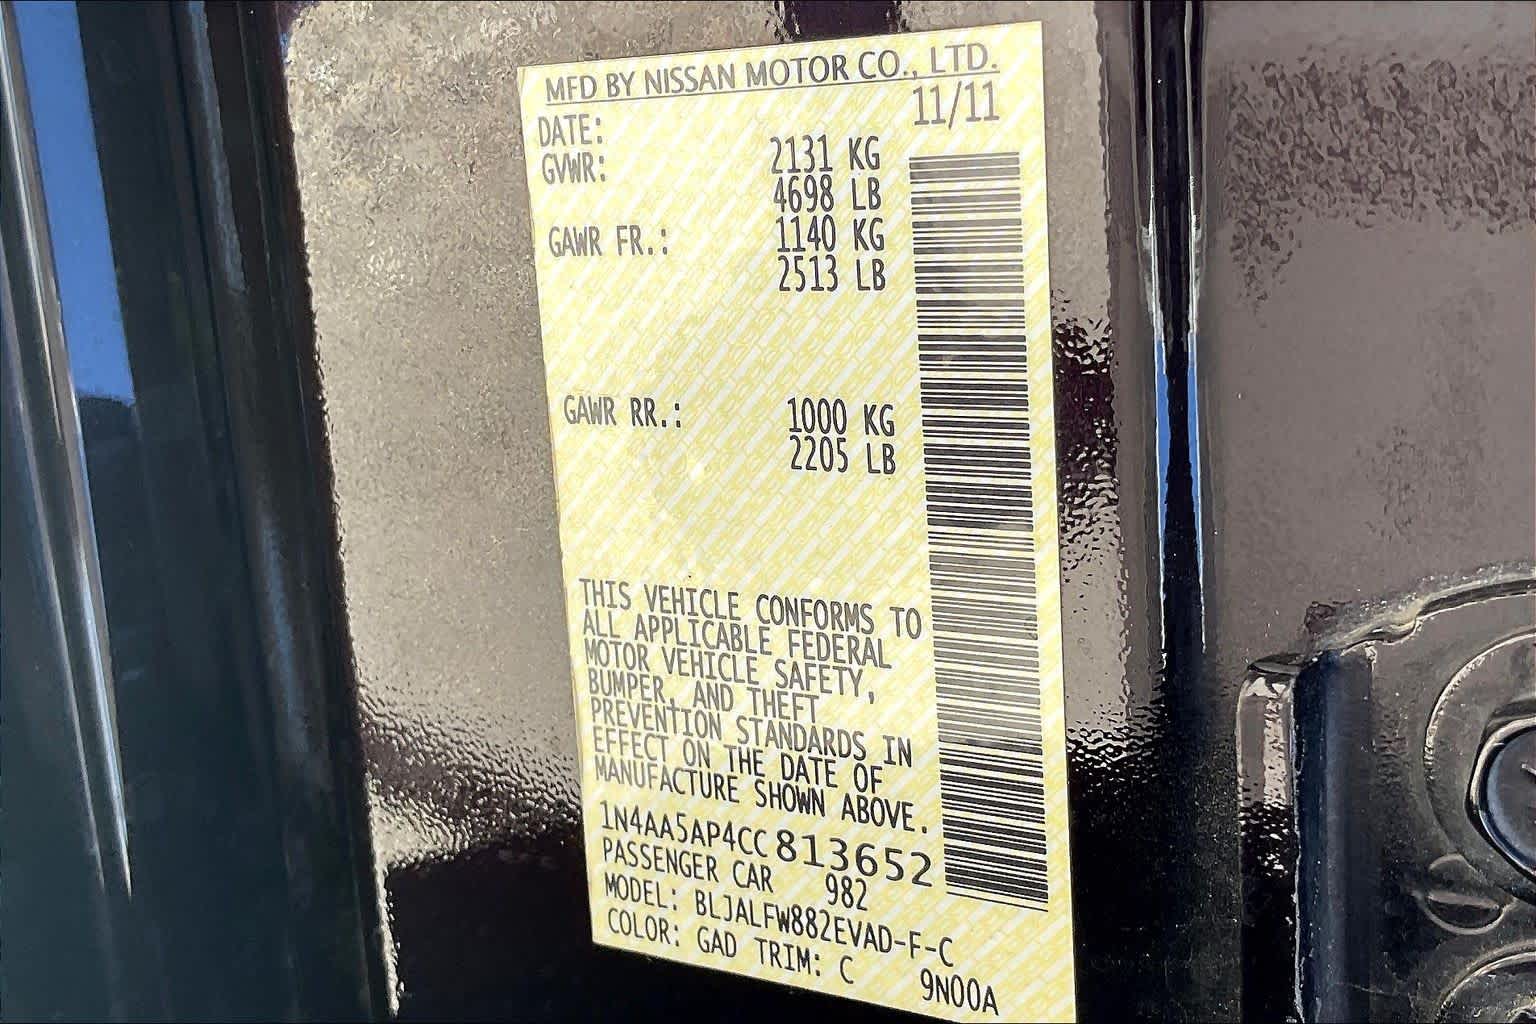 MFD BY NISSAN MOTOR CO., LTD.
DATE: 11/11
GVWR: 2131 KG
4698 LB
GAWR FR.: 1140 KG
2513 LB
GAWR RR.: 1000 KG
2205 LB
THIS VEHICLE CONFORMS TO
ALL APPLICABLE FEDERAL
MOTOR VEHICLE SAFETY,
BUMPER, AND THEFT
PREVENTION STANDARDS IN
EFFECT ON THE DATE OF
MANUFACTURE SHOWN ABOVE.
1N4AA5AP4CC813652
PASSENGER CAR 982
MODEL: BLJALFW882EVAD-F-C
COLOR: GAD TRIM: C 9N00A